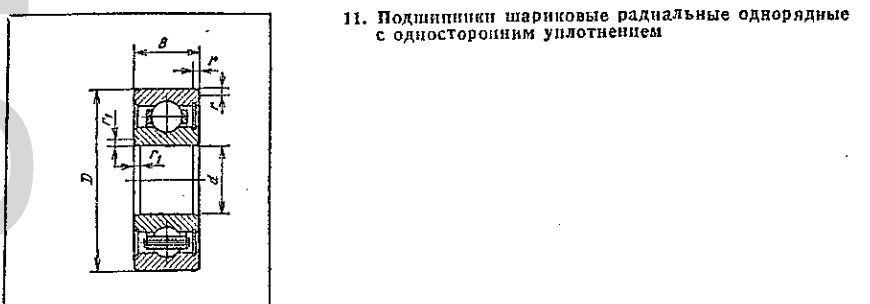 11. Подшипники шариковые радиальные однорядные
с односторонним уплотнением
B
r
r
r1
r1
D
d